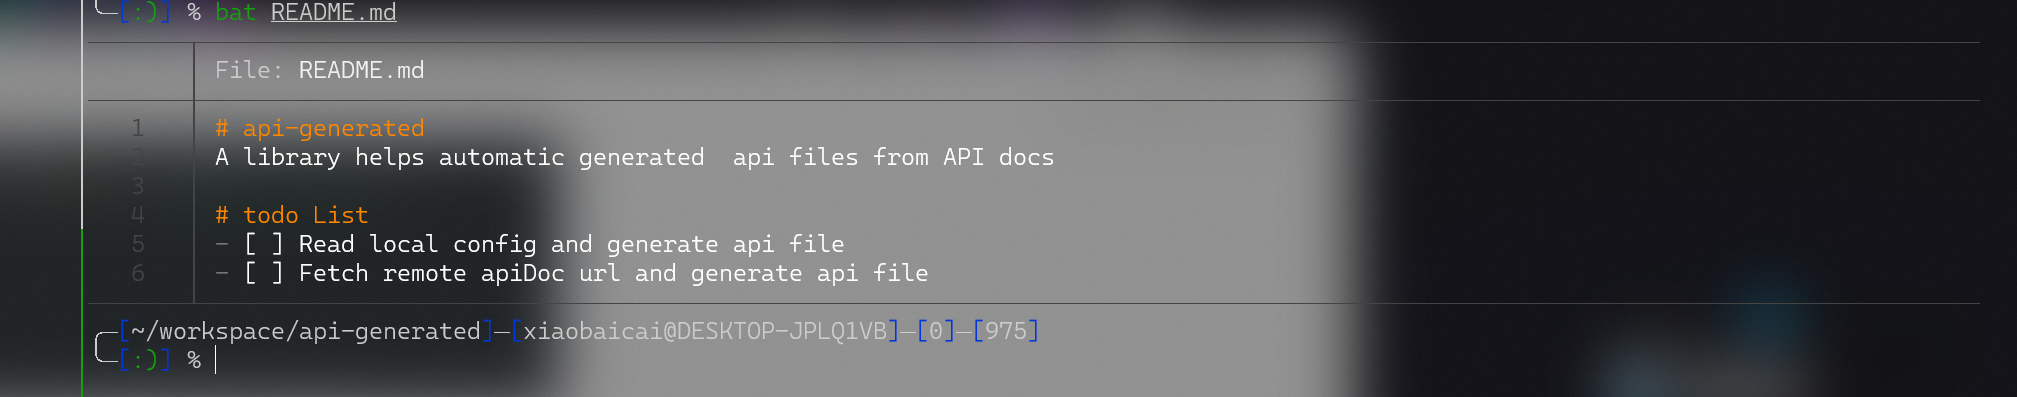 [:)] % bat README.md
File: README.md
1 # api-generated
2 A library helps automatic generated  api files from API docs
3
4 # todo List
5 - [ ] Read local config and generate api file
6 - [ ] Fetch remote apiDoc url and generate api file
[~/workspace/api-generated]-[xiaobaicai@DESKTOP-JPLQ1VB]-[0]-[975]
[:)] %